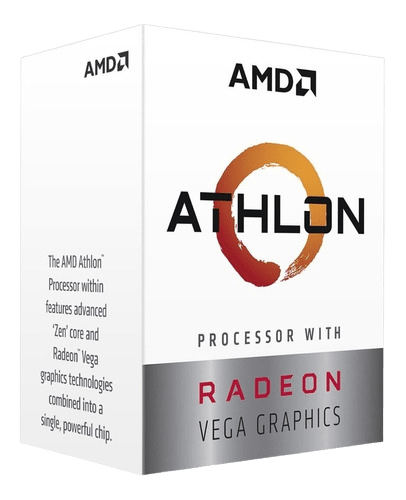 AMD
The AMD Athlon™
Processor within
features advanced
'Zen' core and
Radeon™ Vega
graphics technologies
combined into a
single, powerful chip.
AMD
ATHLON
PROCESSOR WITH
RADEON
VEGA GRAPHICS